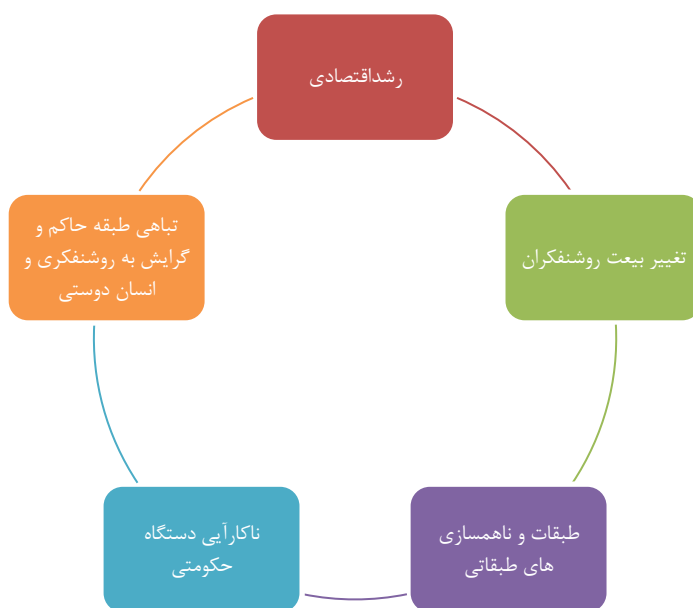 رشداقتصادی
تغییر بیعت روشنفکران
طبقات و ناهمسازی
های طبقاتی
ناکارآیی دستگاه
حکومتی
تباهی طبقه حاکم و
گرایش به روشنفکری و
انسان دوستی